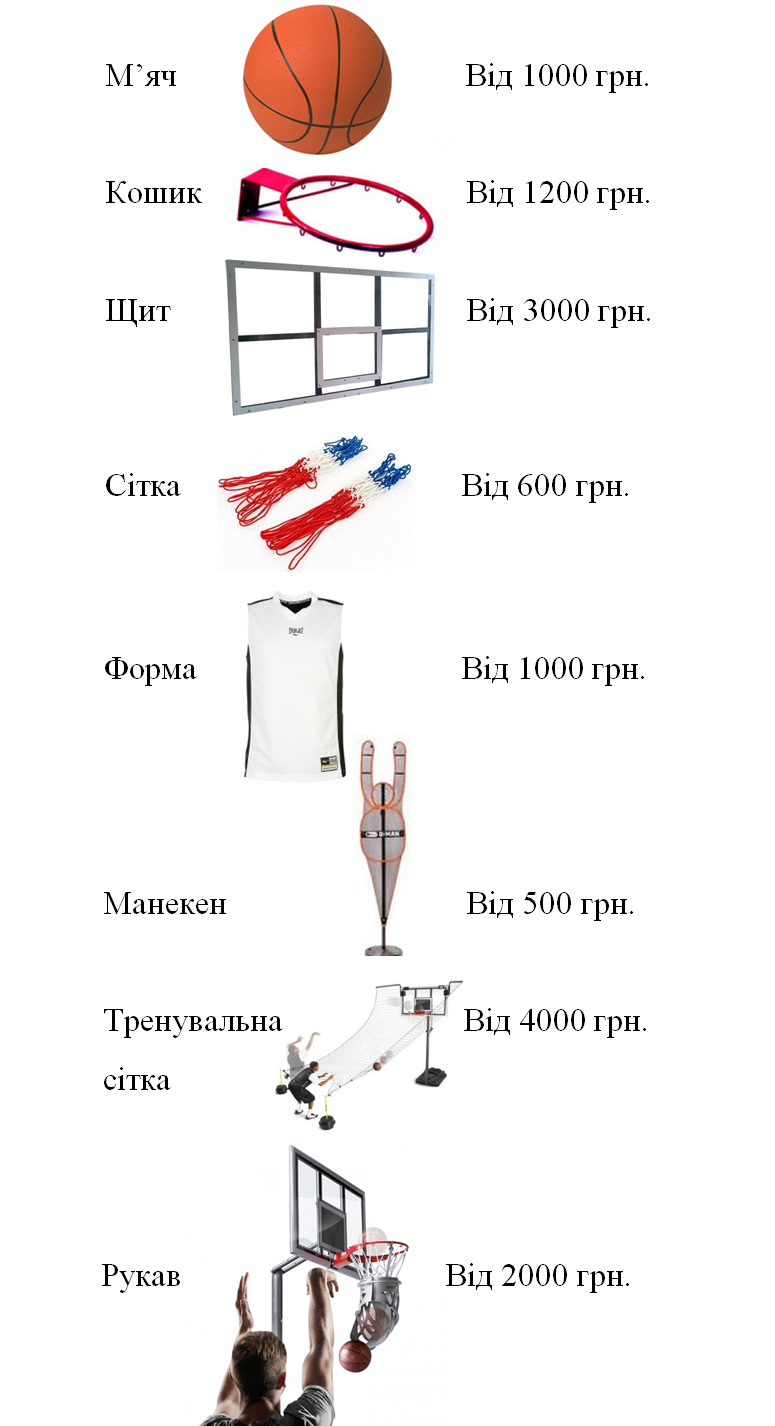 М’яч Від 1000 грн.
Кошик Від 1200 грн.
Щит Від 3000 грн.
Сітка Від 600 грн.
Форма Від 1000 грн.
EVERLAST
D-MAN
Манекен Від 500 грн.
Тренувальна Від 4000 грн.
сітка
Рукав Від 2000 грн.